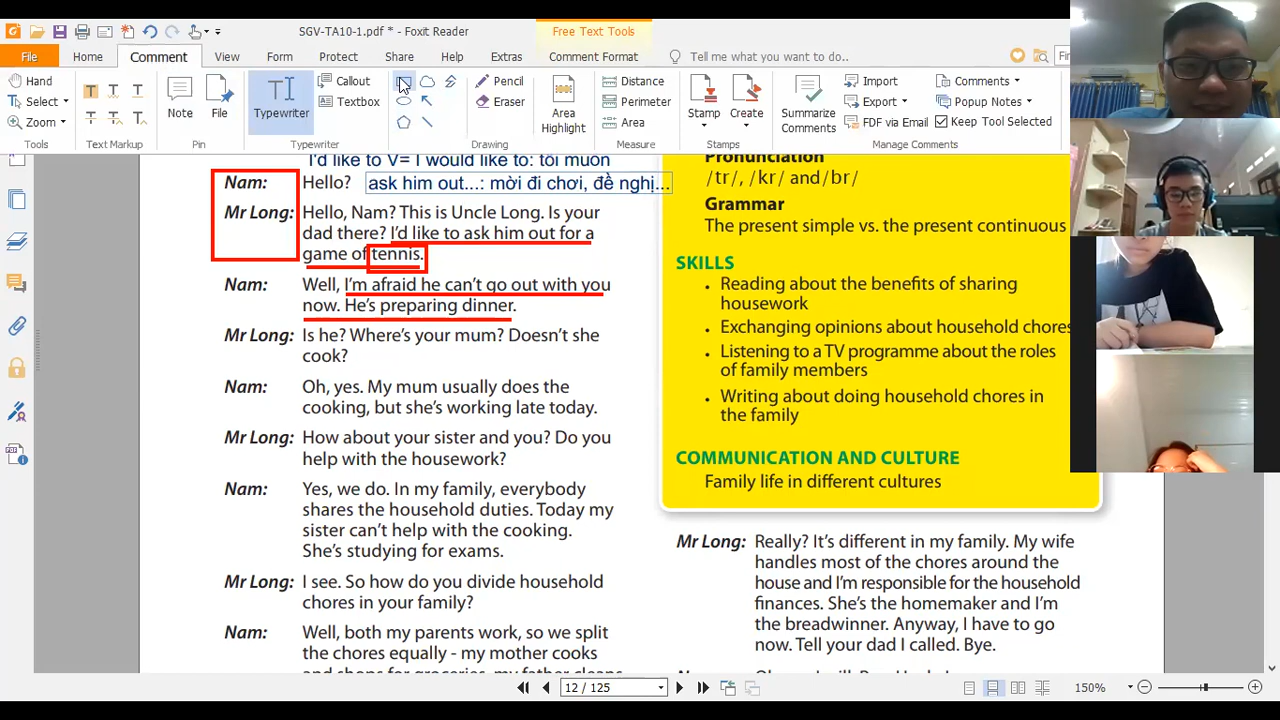 SGV-TA10-1.pdf * - Foxit Reader
Free Text Tools
File Home Comment View Form Protect Share Help Extras Comment Format Tell me what you want to do..
Hand
Select
Zoom
Tools
Text Markup
Note
File
Pin
Typewriter
Callout
Textbox
Typewriter
Drawing
Pencil
Eraser
Area
Highlight
Distance
Perimeter
Area
Measure
Stamp
Create
Summarize
Comments
Import
Export
FDF via Email
Comments
Popup Notes
Keep Tool Selected
Manage Comments
I'd like to V= I would like to: tôi muốn
Nam: Hello? ask him out...: mời đi chơi, đề nghị...
Mr Long: Hello, Nam? This is Uncle Long. Is your
dad there? I'd like to ask him out for a
game of tennis.
Nam: Well, I'm afraid he can't go out with you
now. He's preparing dinner.
Mr Long: Is he? Where's your mum? Doesn't she
cook?
Nam: Oh, yes. My mum usually does the
cooking, but she's working late today.
Mr Long: How about your sister and you? Do you
help with the housework?
Nam: Yes, we do. In my family, everybody
shares the household duties. Today my
sister can't help with the cooking.
She's studying for exams.
Mr Long: I see. So how do you divide household
chores in your family?
Nam: Well, both my parents work, so we split
the chores equally - my mother cooks
and shops for groceries, my father cleans
Pronunciation
/tr/, /kr/ and/br/
Grammar
The present simple vs. the present continuous
SKILLS
• Reading about the benefits of sharing
housework
• Exchanging opinions about household chores
• Listening to a TV programme about the roles
of family members
• Writing about doing household chores in
the family
COMMUNICATION AND CULTURE
Family life in different cultures
Mr Long: Really? It's different in my family. My wife
handles most of the chores around the
house and I'm responsible for the household
finances. She's the homemaker and I'm
the breadwinner. Anyway, I have to go
now. Tell your dad I called. Bye.
12 / 125
150%